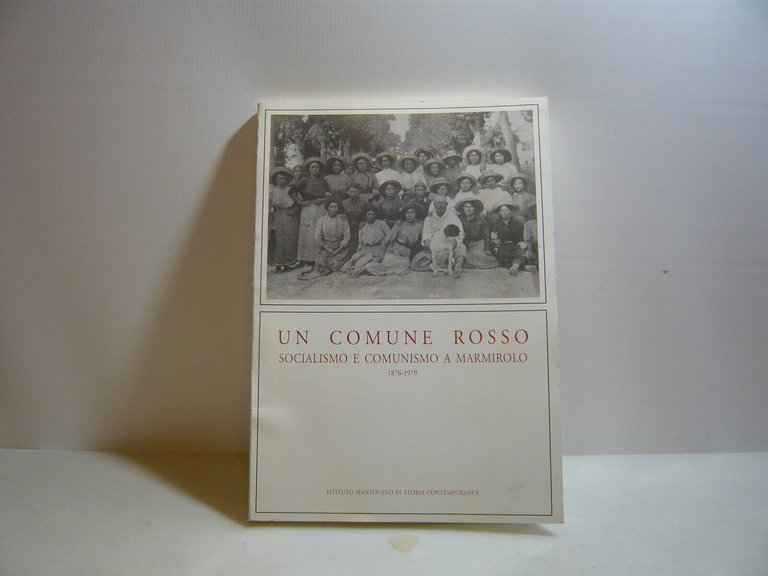 UN COMUNE ROSSO
SOCIALISMO E COMUNISMO A MARMIROLO
1876-1979
ISTITUTO MANTOVANO DI STORIA CONTEMPORANEA